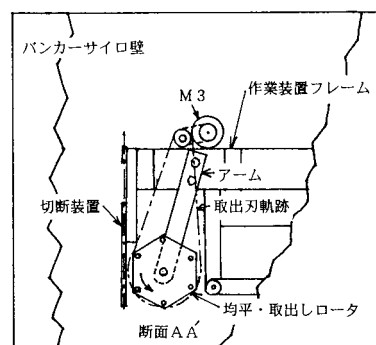 バンカーサイロ壁
M3
作業装置フレーム
アーム
切断装置
取出刃軌跡
均平・取出しロータ
断面AA'